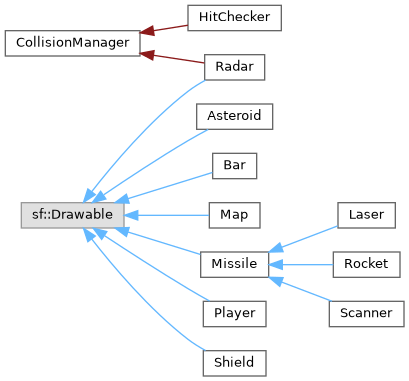 HitChecker
CollisionManager
Radar
Asteroid
Bar
sf::Drawable
Map
Laser
Missile
Rocket
Player
Scanner
Shield